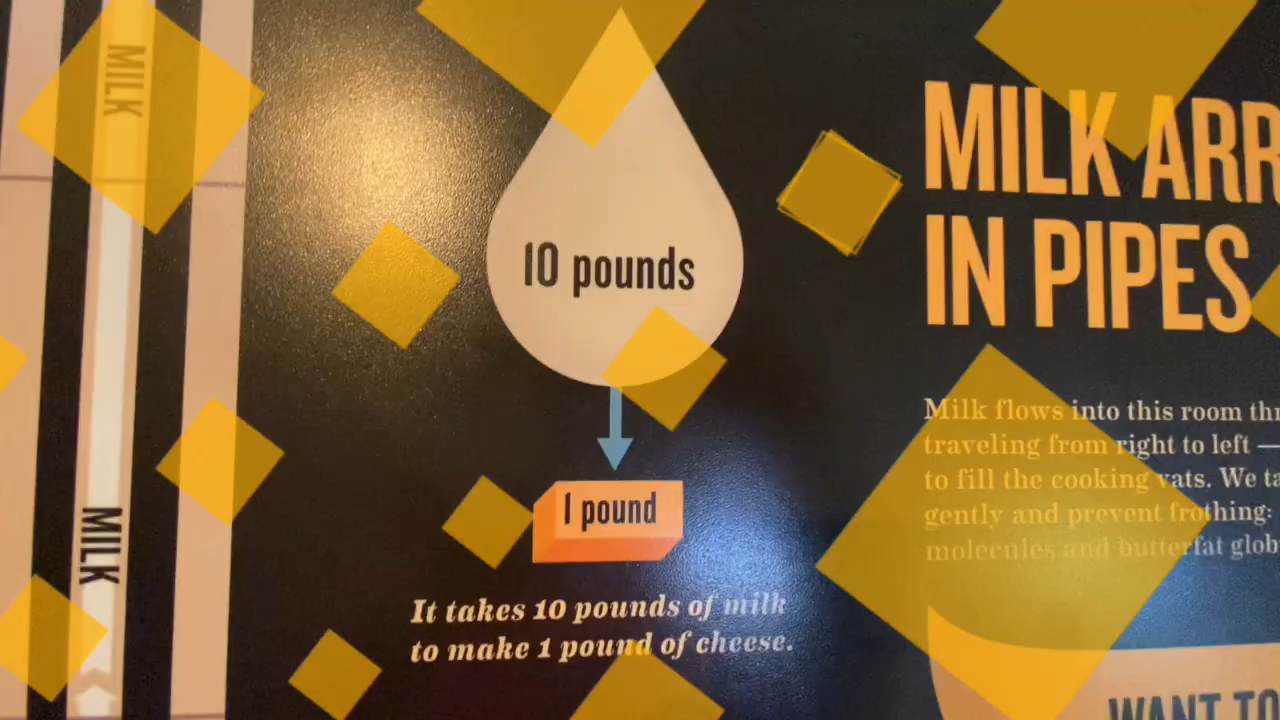 MILK
MILK
10 pounds
1 pound
It takes 10 pounds of milk
to make 1 pound of cheese.
MILK ARR
IN PIPES
Milk flows into this room thr
traveling from right to left —
to fill the cooking vats. We ta
gently and prevent frothing:
molecules and butterfat glob
WANT TO